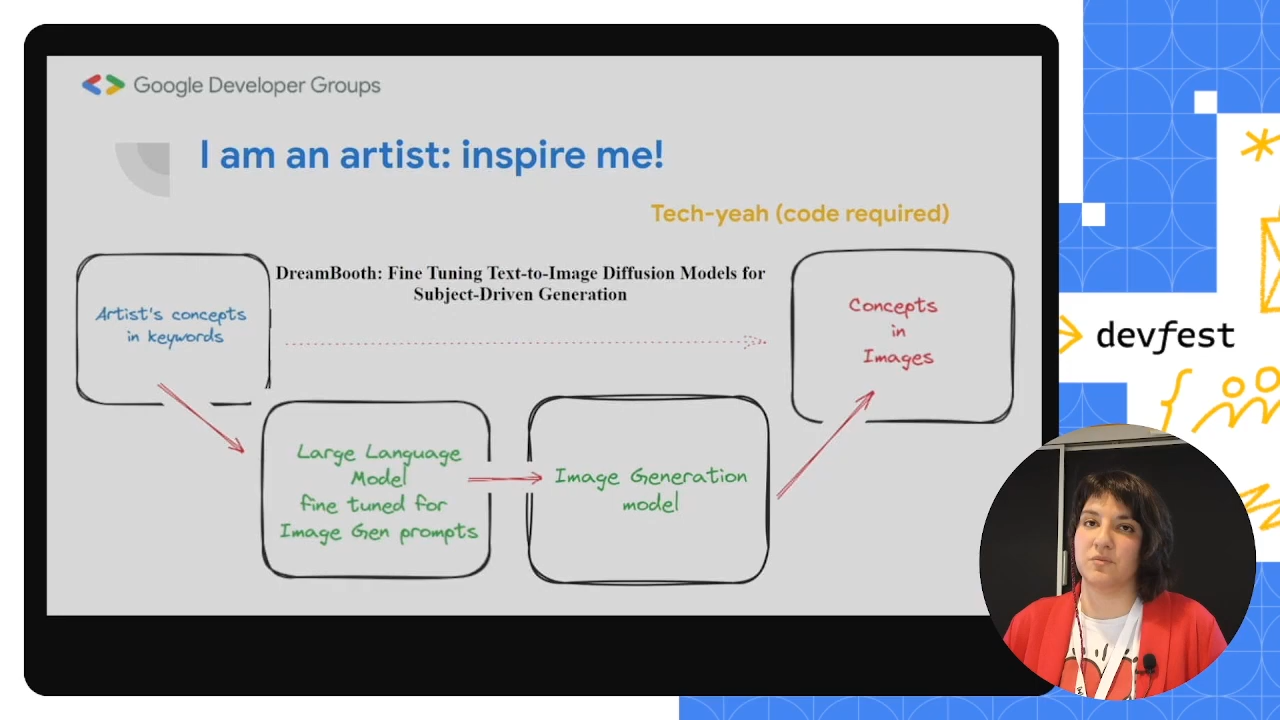 Google Developer Groups
I am an artist: inspire me!
Tech-yeah (code required)
DreamBooth: Fine Tuning Text-to-Image Diffusion Models for
Subject-Driven Generation
Artist's concepts
in keywords
Concepts
in
Images
Large Language
Model
fine tuned for
Image Gen prompts
Image Generation
model
devfest